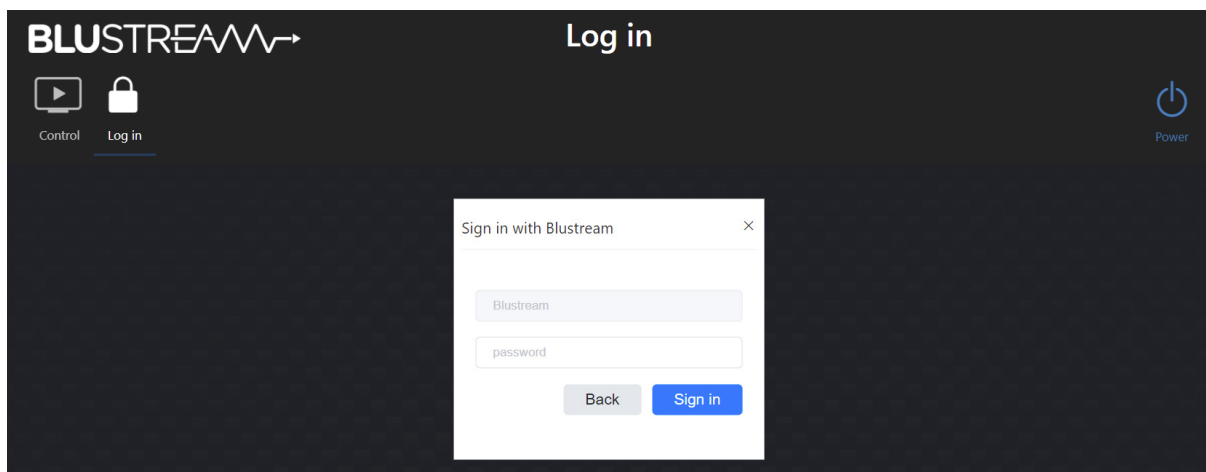 BLUSTREAM
Log in
Control
Log in
Power
Sign in with Blustream
Blustream
password
Back
Sign in